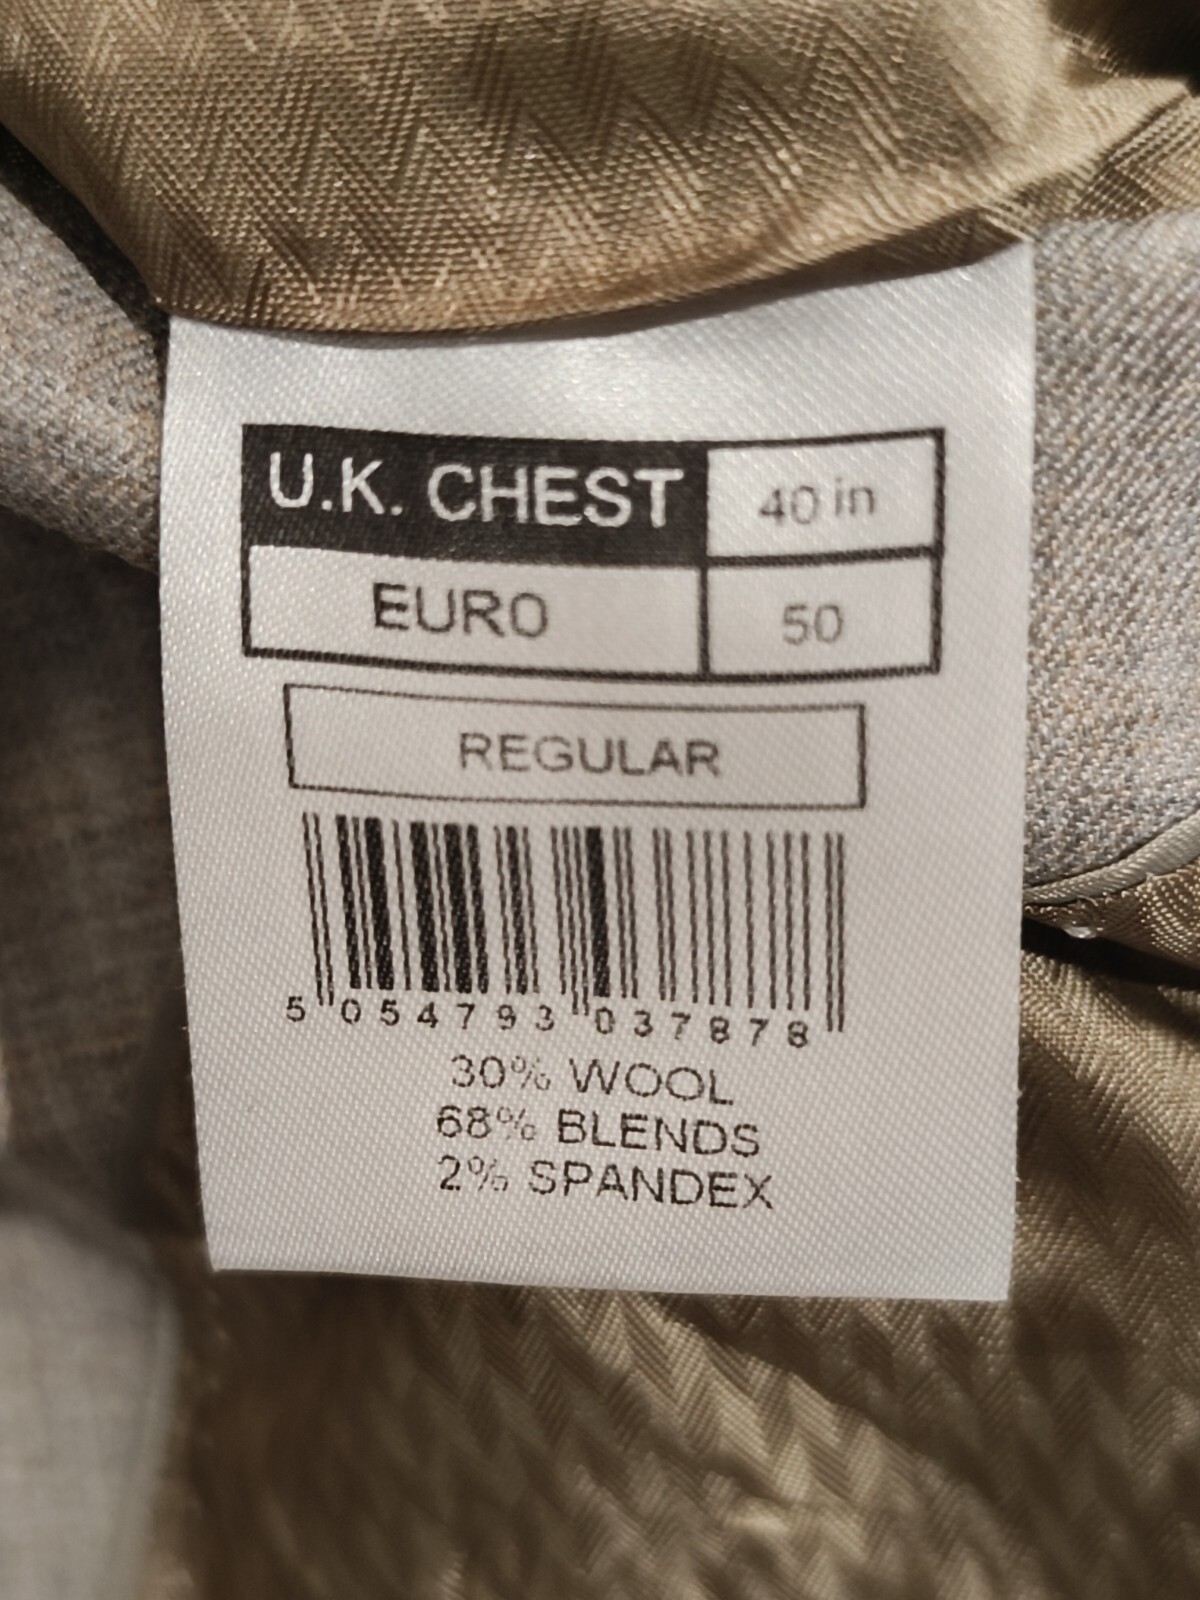 U.K. CHEST 40 in
EURO 50
REGULAR
5 054793 037878
30% WOOL
68% BLENDS
2% SPANDEX